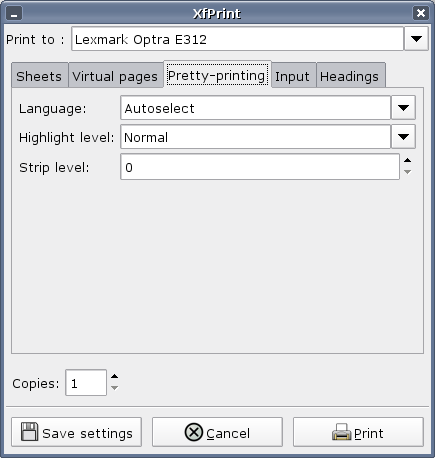 XfPrint
Print to : Lexmark Optra E312
Sheets Virtual pages Pretty-printing Input Headings
Language: Autoselect
Highlight level: Normal
Strip level: 0
Copies: 1
Save settings Cancel Print